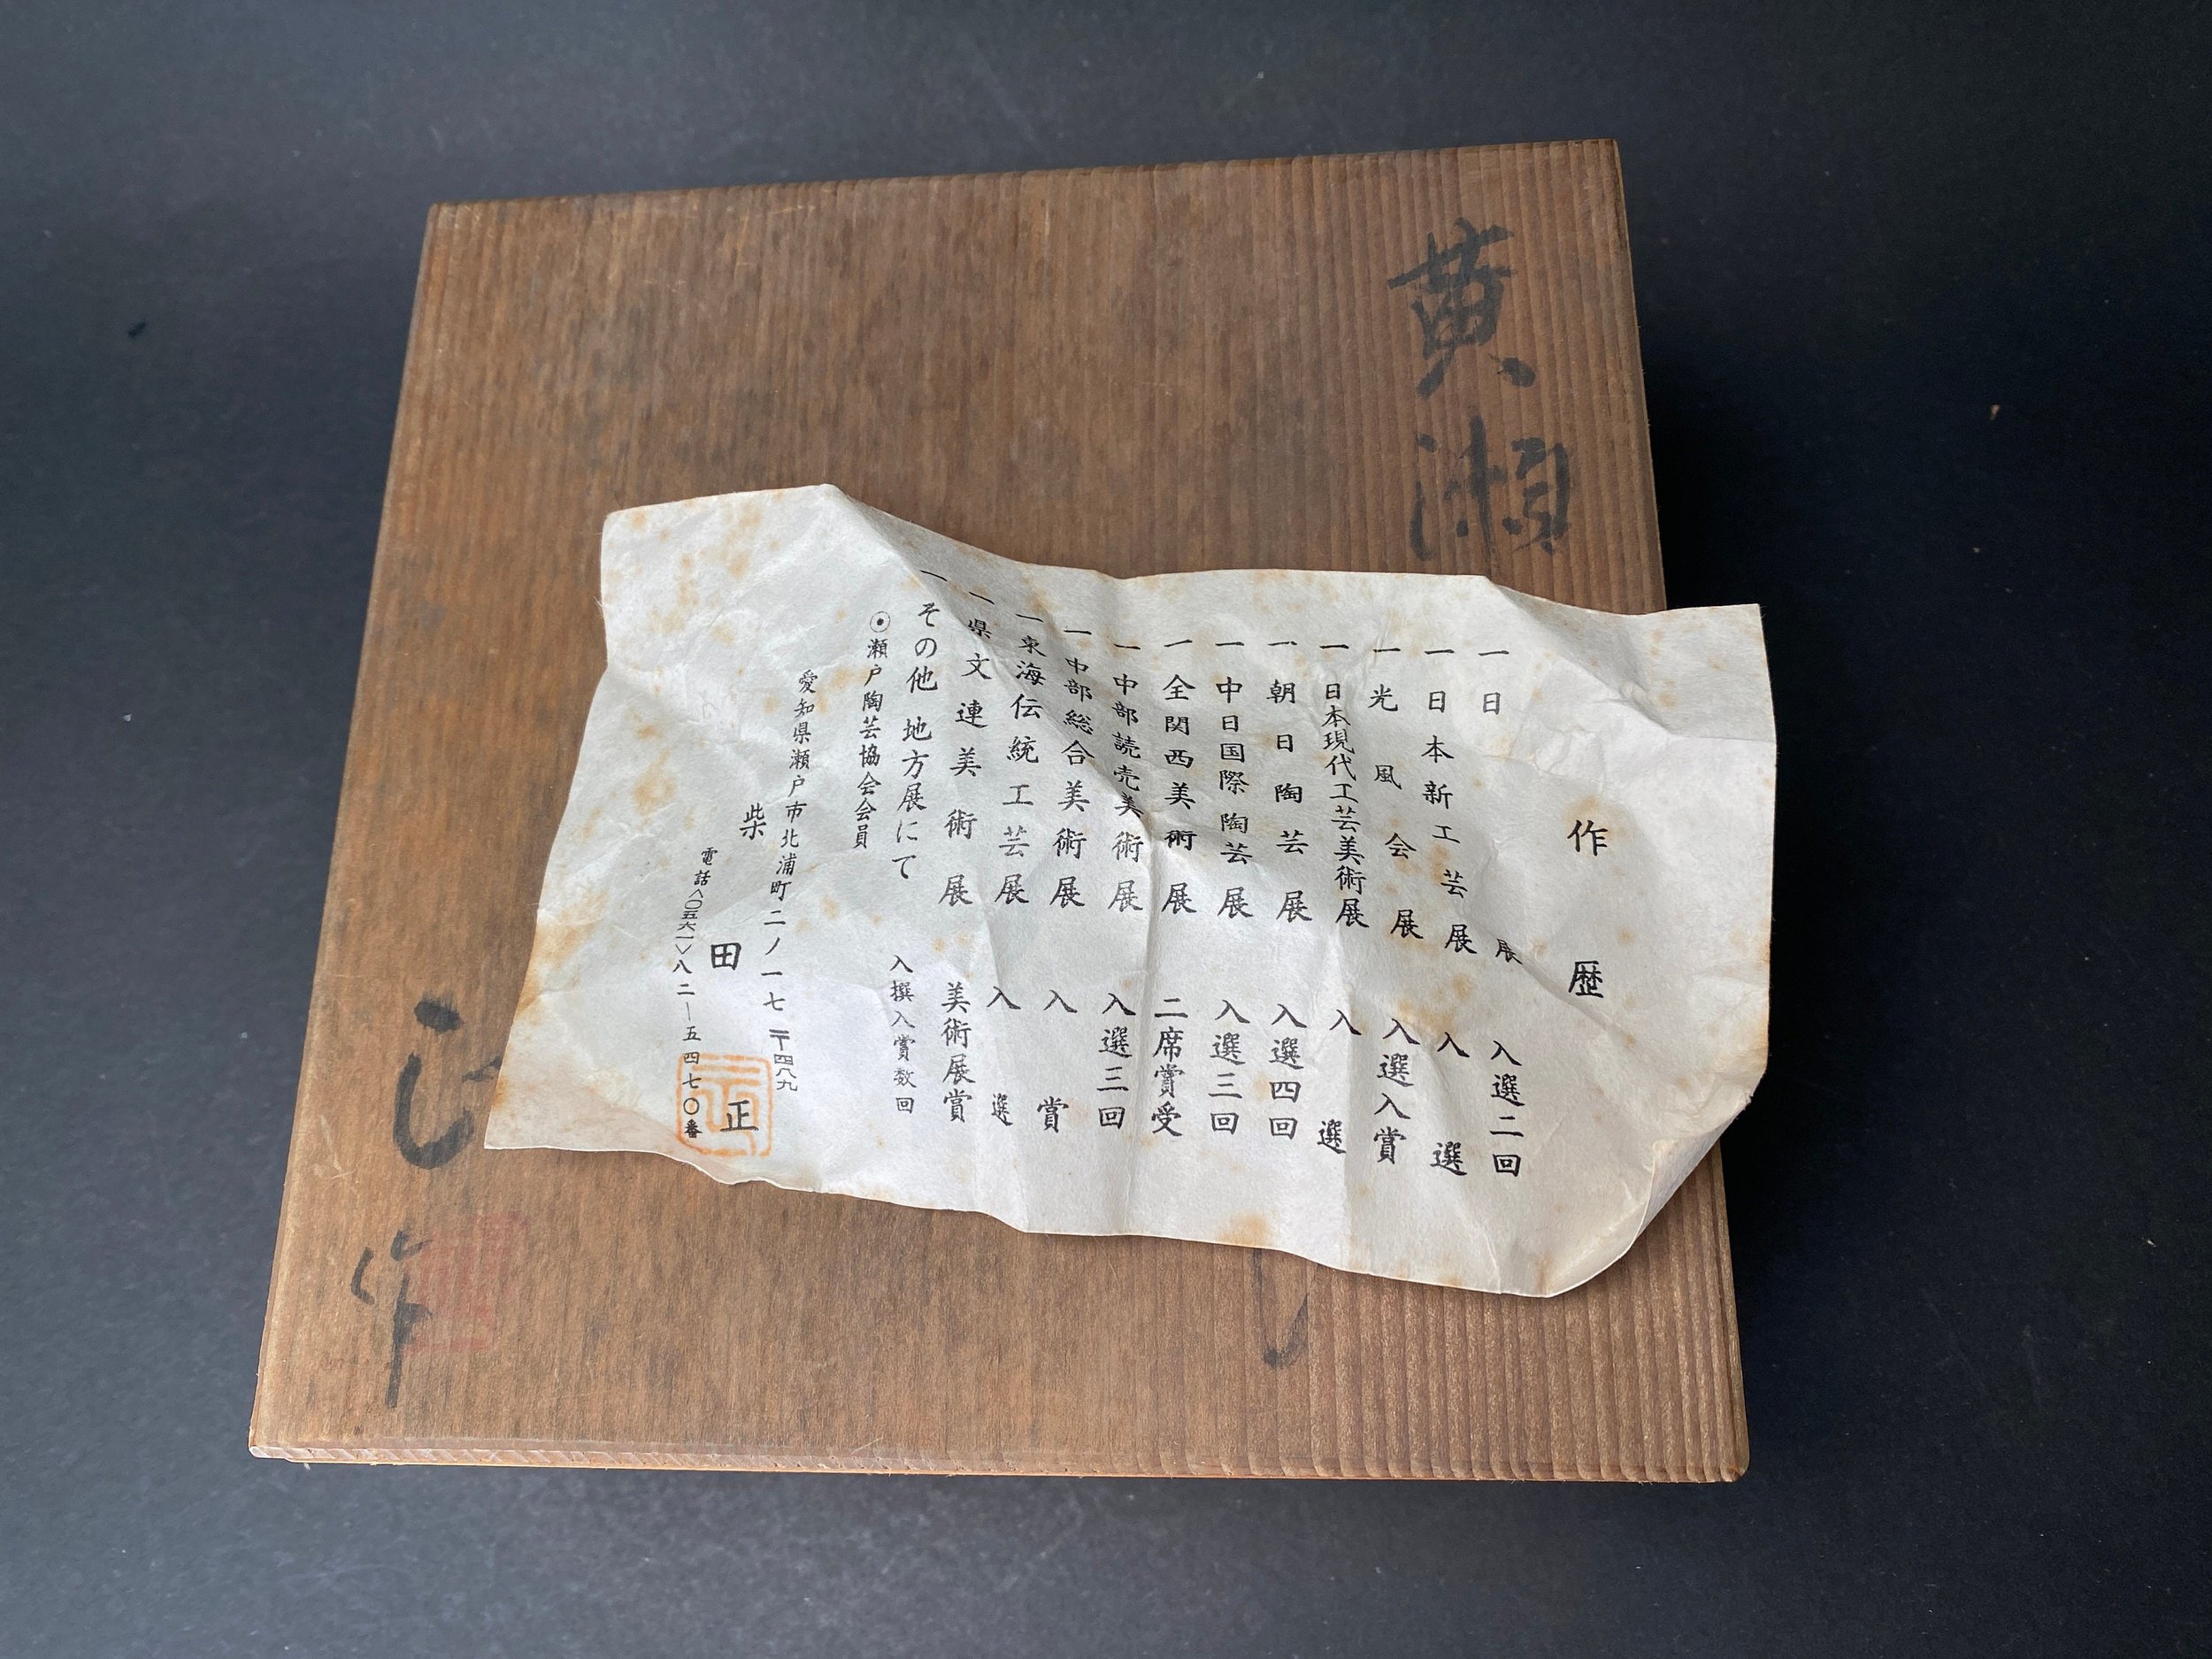 黄瀬
作歴
一 日展 入選二回
一 日本新工芸展 入選
一 光風会展 入選入賞
一 日本現代工芸美術展 入選
一 朝日陶芸展 入選四回
一 中日国際陶芸展 入選三回
一 全関西美術展 二席賞受
一 中部読売美術展 入選三回
一 中部総合美術展 入賞
一 東海伝統工芸展 入選
一 県文連美術展 美術展賞
一 その他 地方展にて 入撰入賞数回
⦿ 瀬戸陶芸協会会員
愛知県瀬戸市北浦町二ノ一七 〒四八九
柴田正
電話〈〇五六一〉八二―五四七〇番
作